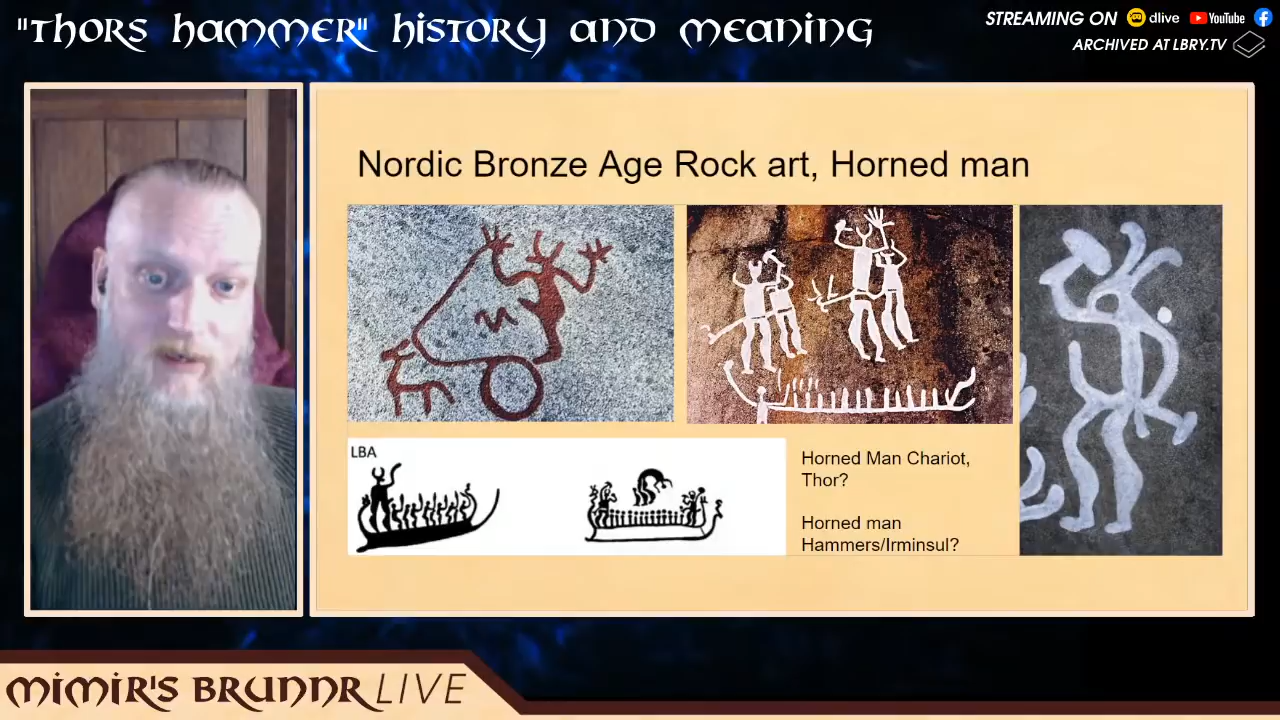 "Thors hammer" history and meaning
STREAMING ON dlive YouTube
ARCHIVED AT LBRY.TV
Nordic Bronze Age Rock art, Horned man
LBA
Horned Man Chariot,
Thor?
Horned man
Hammers/Irminsul?
MIMIR'S BRUNNR LIVE